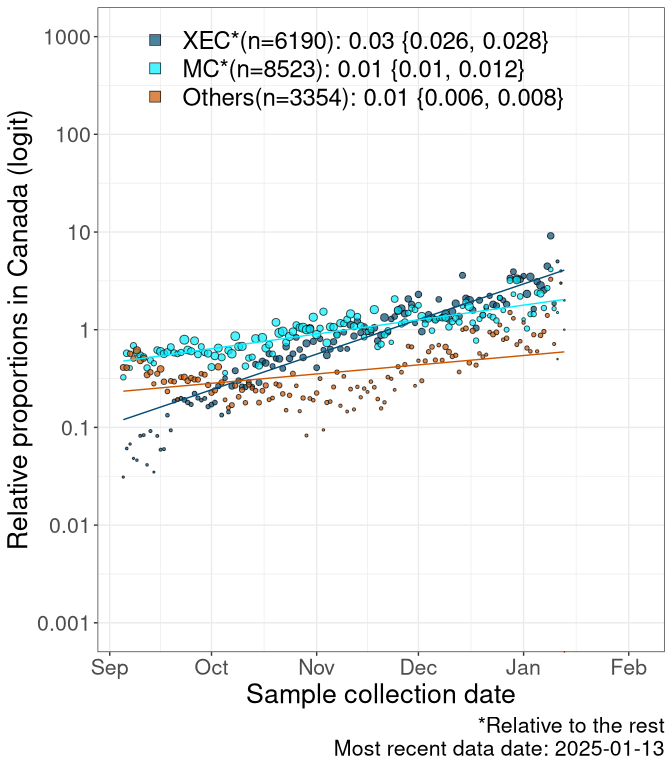 XEC*(n=6190): 0.03 {0.026, 0.028}
MC*(n=8523): 0.01 {0.01, 0.012}
Others(n=3354): 0.01 {0.006, 0.008}
Relative proportions in Canada (logit)
1000
100
10
1
0.1
0.01
0.001
Sep Oct Nov Dec Jan Feb
Sample collection date
*Relative to the rest
Most recent data date: 2025-01-13